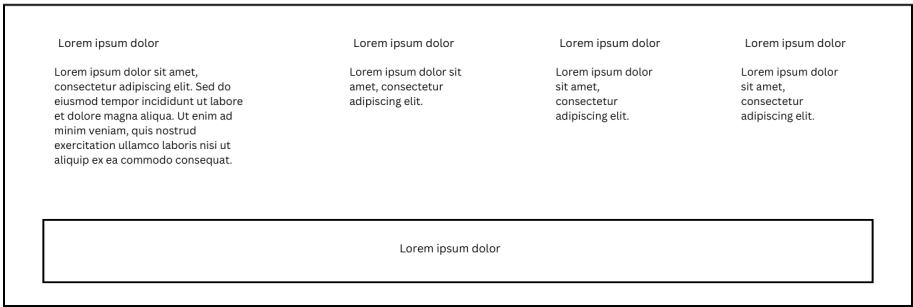 Lorem ipsum dolor
Lorem ipsum dolor sit amet,
consectetur adipiscing elit. Sed do
eiusmod tempor incididunt ut labore
et dolore magna aliqua. Ut enim ad
minim veniam, quis nostrud
exercitation ullamco laboris nisi ut
aliquip ex ea commodo consequat.
Lorem ipsum dolor
Lorem ipsum dolor sit
amet, consectetur
adipiscing elit.
Lorem ipsum dolor
Lorem ipsum dolor
sit amet,
consectetur
adipiscing elit.
Lorem ipsum dolor
Lorem ipsum dolor
sit amet,
consectetur
adipiscing elit.
Lorem ipsum dolor